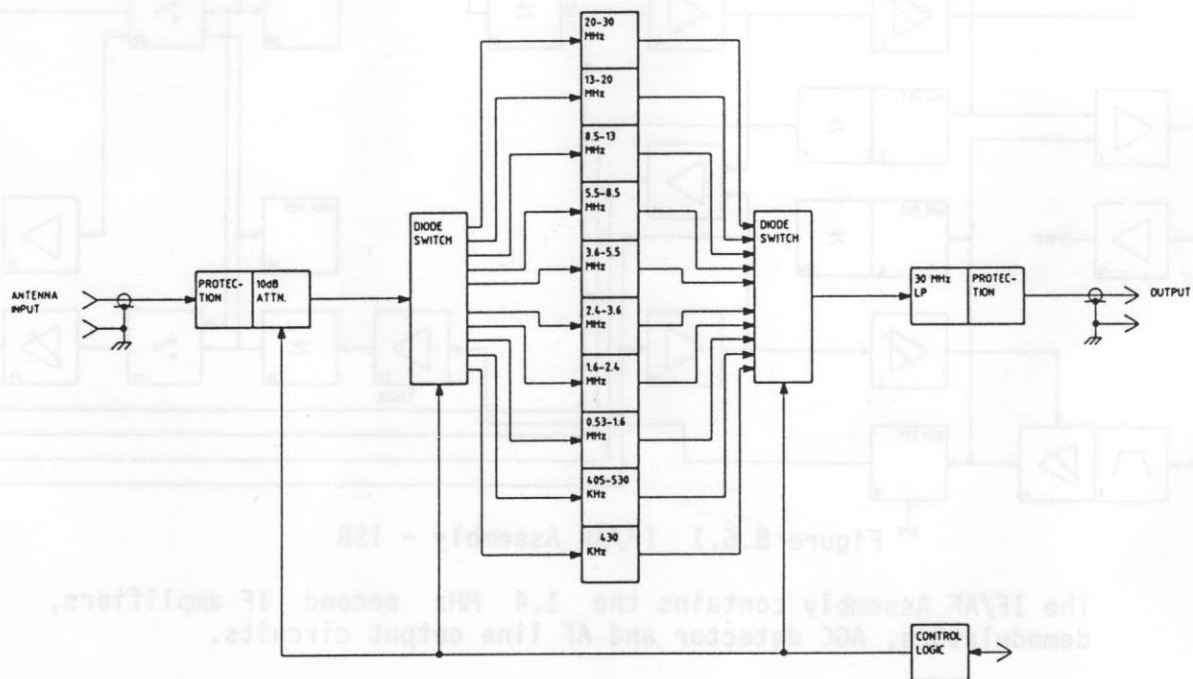 20-30
MHz
13-20
MHz
8.5-13
MHz
5.5-8.5
MHz
3.6-5.5
MHz
2.4-3.6
MHz
1.6-2.4
MHz
0.53-1.6
MHz
405-530
KHz
430
KHz
ANTENNA
INPUT
PROTEC-
TION
10dB
ATTN.
DIODE
SWITCH
DIODE
SWITCH
30 MHz
LP
PROTEC-
TION
OUTPUT
CONTROL
LOGIC
Figure B.6.1 IF/AF Assembly - ISB
The IF/AF Assembly contains the 1.4 MHz second IF amplifiers,
demodulators, AGC detector and AF line output circuits.